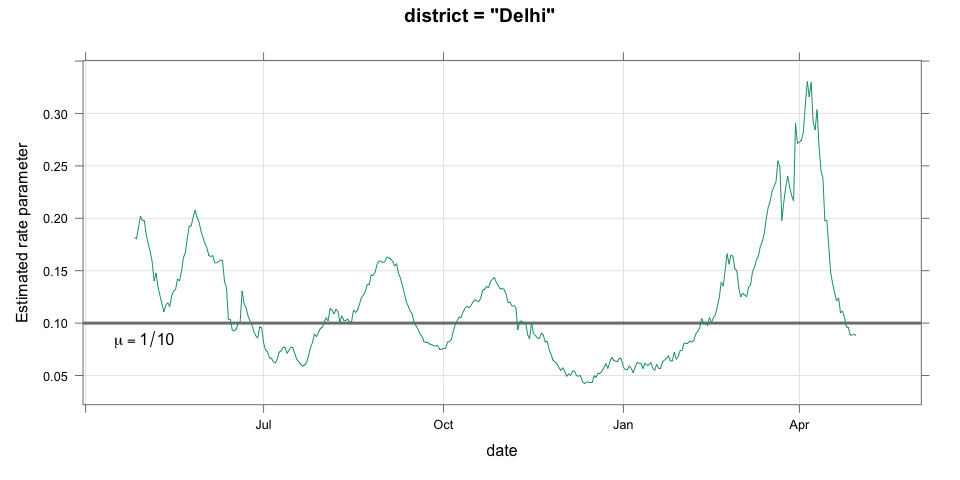 district = "Delhi"
Estimated rate parameter
0.30
0.25
0.20
0.15
0.10
0.05
μ = 1/10
Jul Oct Jan Apr
date